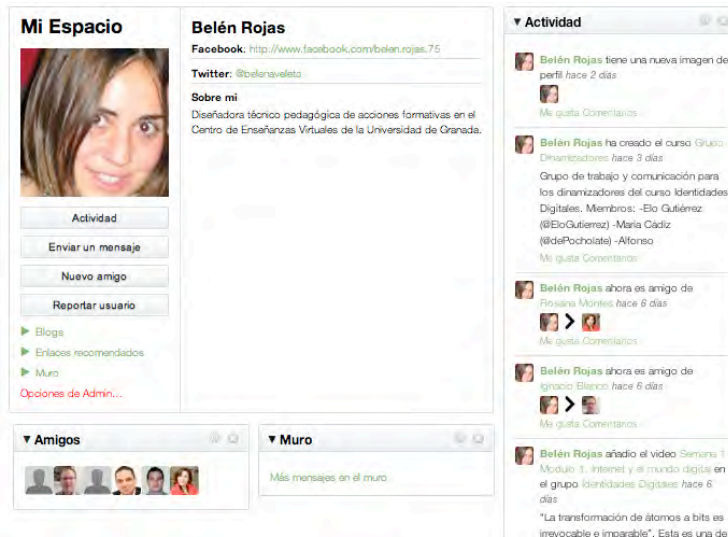 Mi Espacio
Actividad
Enviar un mensaje
Nuevo amigo
Reportar usuario
Blogs
Enlaces recomendados
Muro
Opciones de Admin...
Belén Rojas
Facebook: http://www.facebook.com/belen.rojas.75
Twitter: @belenaveleto
Sobre mi
Diseñadora técnico pedagógica de acciones formativas en el
Centro de Enseñanzas Virtuales de la Universidad de Granada.
Amigos
Muro
Más mensajes en el muro
Actividad
Belén Rojas tiene una nueva imagen de
perfil hace 2 días
Me gusta Comentarios
Belén Rojas ha creado el curso Grupo
Dinamizadores hace 3 días
Grupo de trabajo y comunicación para
los dinamizadores del curso Identidades
Digitales. Miembros: -Elo Gutiérrez
(@EloGutierrez) -María Cádiz
(@dePocholate) -Alfonso
Me gusta Comentarios
Belén Rojas ahora es amigo de
Rosana Montes hace 6 días
Me gusta Comentarios
Belén Rojas ahora es amigo de
Ignacio Blanco hace 6 días
Me gusta Comentarios
Belén Rojas añadio el video Semana 1
Modulo 1. Internet y el mundo digital en
el grupo Identidades Digitales hace 6
días
"La transformación de átomos a bits es
irrevocable e imparable". Esta es una de